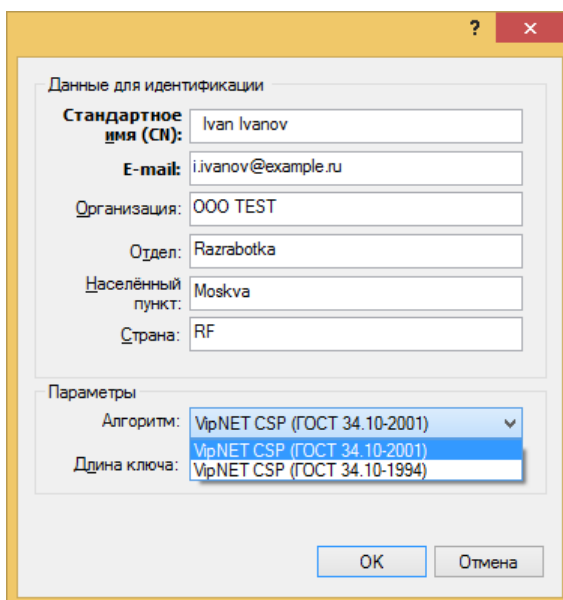 ?
Данные для идентификации
Стандартное
имя (CN):
Ivan Ivanov
E-mail:
i.ivanov@example.ru
Организация:
ООО TEST
Отдел:
Razrabotka
Населённый
пункт:
Moskva
Страна:
RF
Параметры
Алгоритм:
VipNET CSP (ГОСТ 34.10-2001)
VipNET CSP (ГОСТ 34.10-2001)
Длина ключа:
VipNET CSP (ГОСТ 34.10-1994)
OK
Отмена